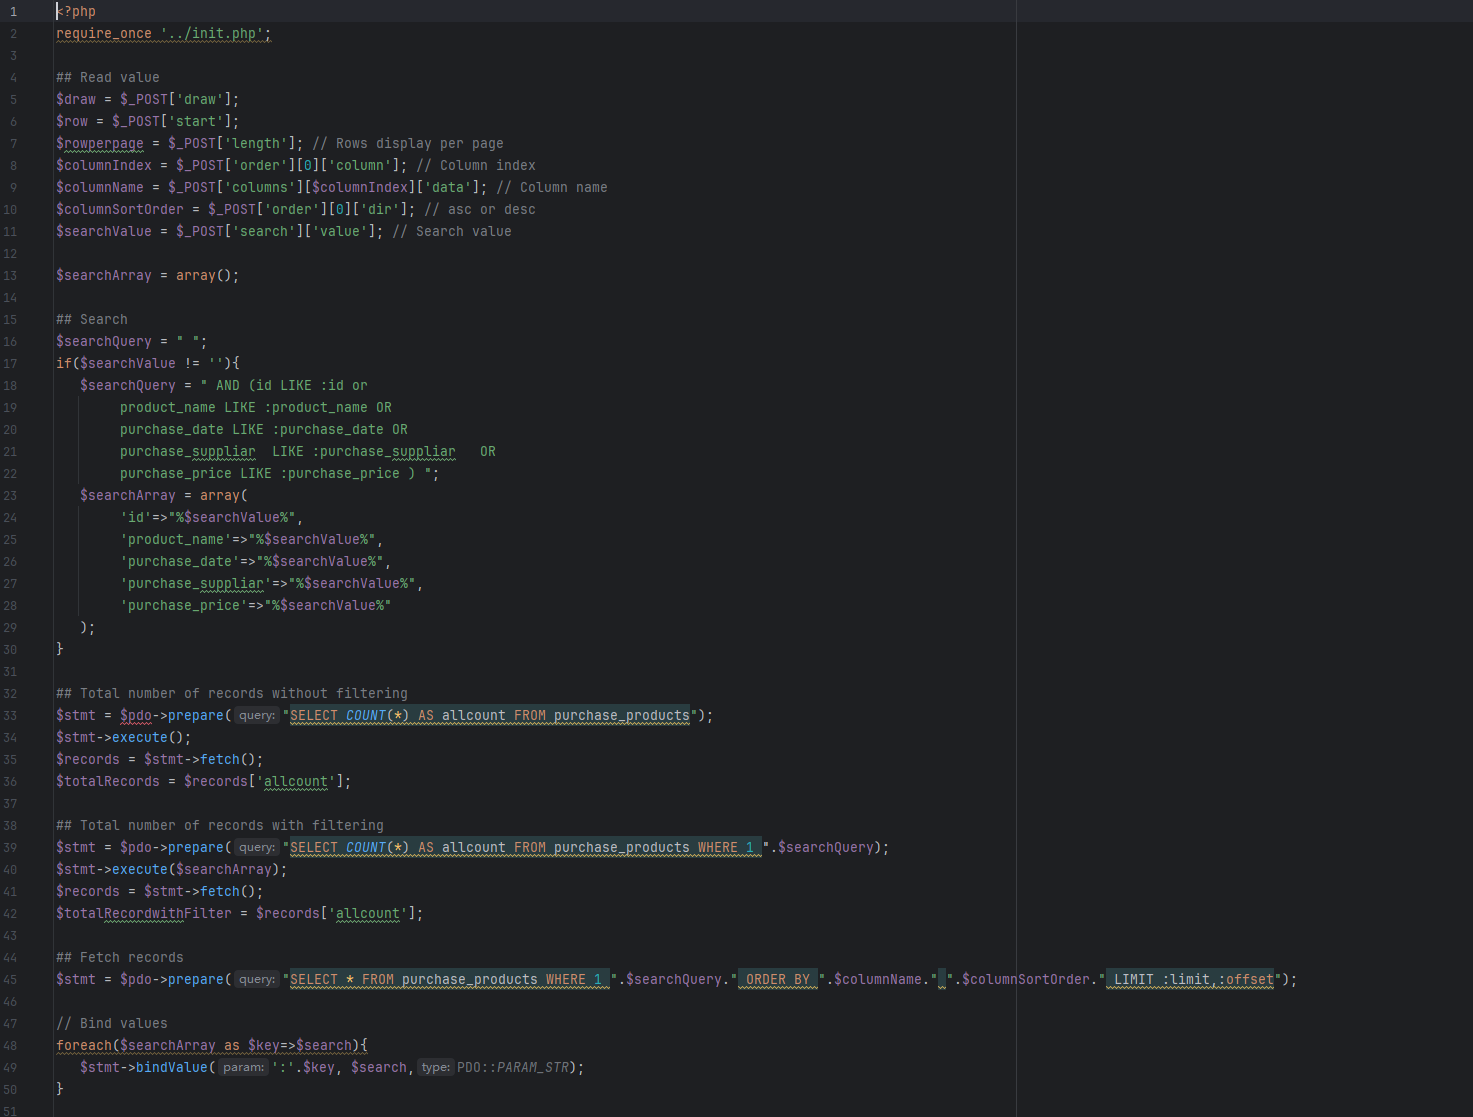 1 <?php
2 require_once '../init.php';
3
4 ## Read value
5 $draw = $_POST['draw'];
6 $row = $_POST['start'];
7 $rowperpage = $_POST['length']; // Rows display per page
8 $columnIndex = $_POST['order'][0]['column']; // Column index
9 $columnName = $_POST['columns'][$columnIndex]['data']; // Column name
10 $columnSortOrder = $_POST['order'][0]['dir']; // asc or desc
11 $searchValue = $_POST['search']['value']; // Search value
12
13 $searchArray = array();
14
15 ## Search
16 $searchQuery = " ";
17 if($searchValue != ''){
18    $searchQuery = " AND (id LIKE :id or
19         product_name LIKE :product_name OR
20         purchase_date LIKE :purchase_date OR
21         purchase_suppliar  LIKE :purchase_suppliar   OR
22         purchase_price LIKE :purchase_price ) ";
23    $searchArray = array(
24         'id'=>"%$searchValue%",
25         'product_name'=>"%$searchValue%",
26         'purchase_date'=>"%$searchValue%",
27         'purchase_suppliar'=>"%$searchValue%",
28         'purchase_price'=>"%$searchValue%"
29    );
30 }
31
32 ## Total number of records without filtering
33 $stmt = $pdo->prepare( query: "SELECT COUNT(*) AS allcount FROM purchase_products");
34 $stmt->execute();
35 $records = $stmt->fetch();
36 $totalRecords = $records['allcount'];
37
38 ## Total number of records with filtering
39 $stmt = $pdo->prepare( query: "SELECT COUNT(*) AS allcount FROM purchase_products WHERE 1 ".$searchQuery);
40 $stmt->execute($searchArray);
41 $records = $stmt->fetch();
42 $totalRecordwithFilter = $records['allcount'];
43
44 ## Fetch records
45 $stmt = $pdo->prepare( query: "SELECT * FROM purchase_products WHERE 1 ".$searchQuery." ORDER BY ".$columnName." ".$columnSortOrder." LIMIT :limit,:offset");
46
47 // Bind values
48 foreach($searchArray as $key=>$search){
49    $stmt->bindValue( param: ':'.$key, $search, type: PDO::PARAM_STR);
50 }
51